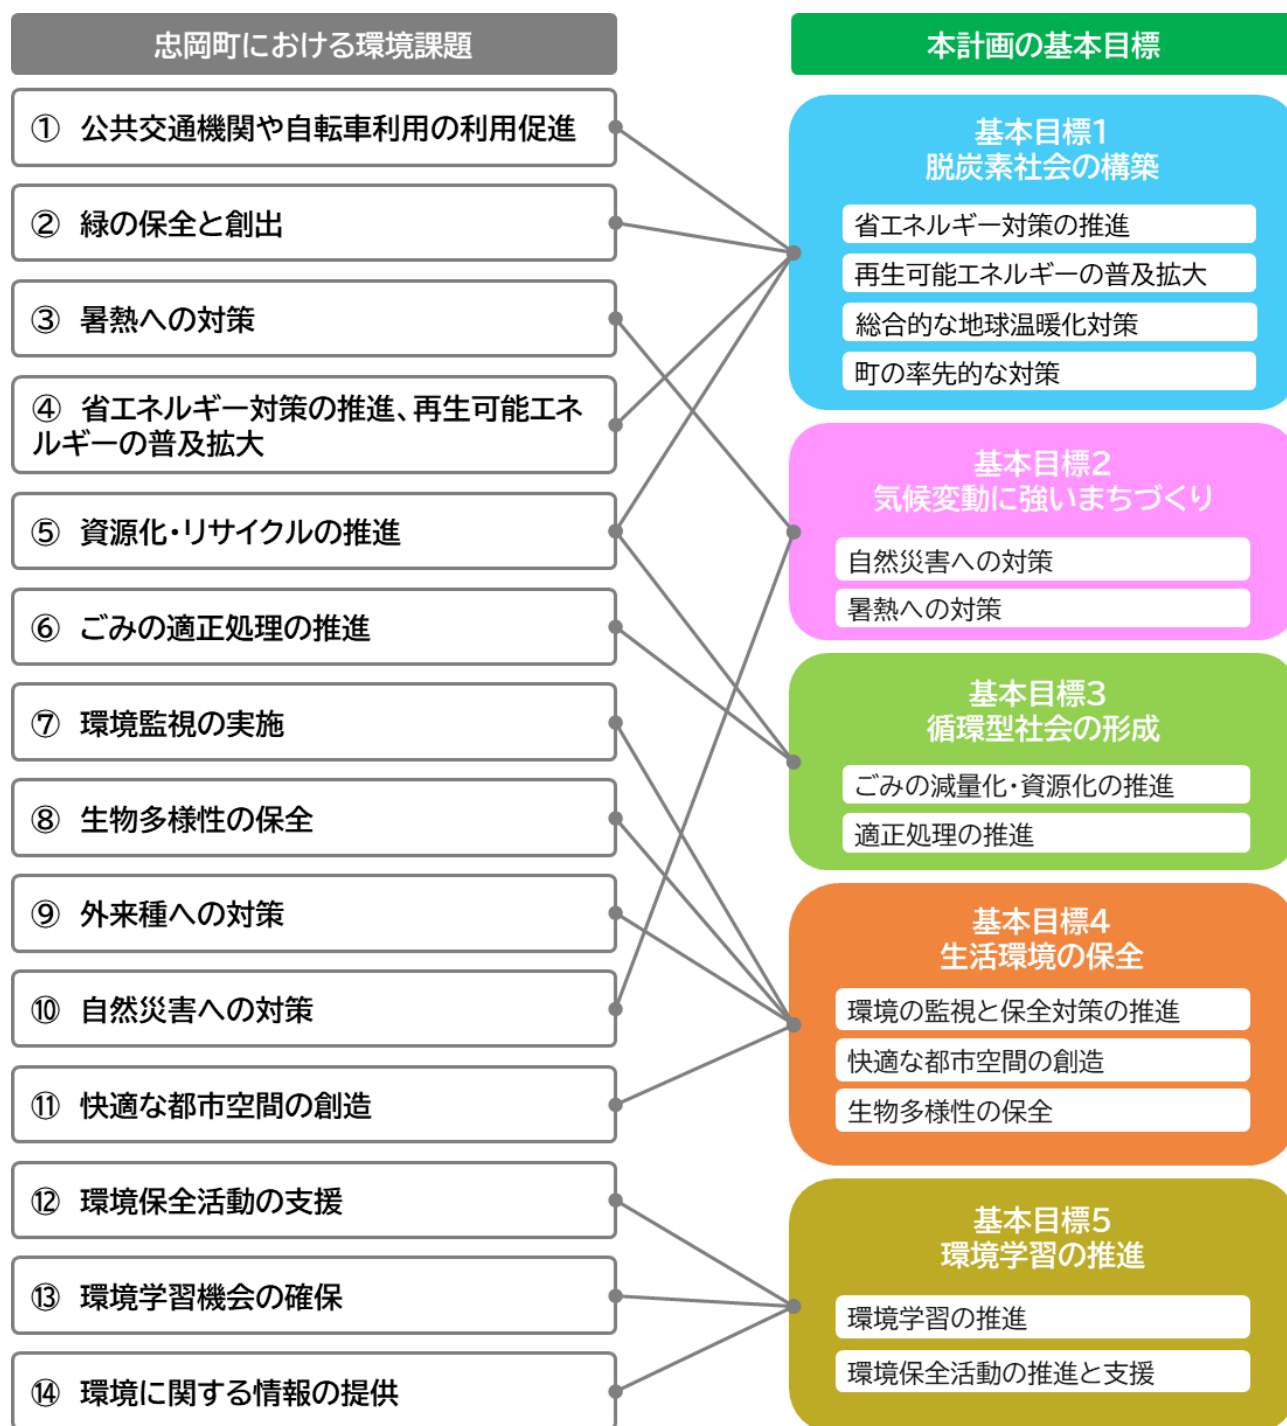 忠岡町における環境課題
① 公共交通機関や自転車利用の利用促進
② 緑の保全と創出
③ 暑熱への対策
④ 省エネルギー対策の推進、再生可能エネ
ルギーの普及拡大
⑤ 資源化・リサイクルの推進
⑥ ごみの適正処理の推進
⑦ 環境監視の実施
⑧ 生物多様性の保全
⑨ 外来種への対策
⑩ 自然災害への対策
⑪ 快適な都市空間の創造
⑫ 環境保全活動の支援
⑬ 環境学習機会の確保
⑭ 環境に関する情報の提供
本計画の基本目標
基本目標1
脱炭素社会の構築
省エネルギー対策の推進
再生可能エネルギーの普及拡大
総合的な地球温暖化対策
町の率先的な対策
基本目標2
気候変動に強いまちづくり
自然災害への対策
暑熱への対策
基本目標3
循環型社会の形成
ごみの減量化・資源化の推進
適正処理の推進
基本目標4
生活環境の保全
環境の監視と保全対策の推進
快適な都市空間の創造
生物多様性の保全
基本目標5
環境学習の推進
環境学習の推進
環境保全活動の推進と支援